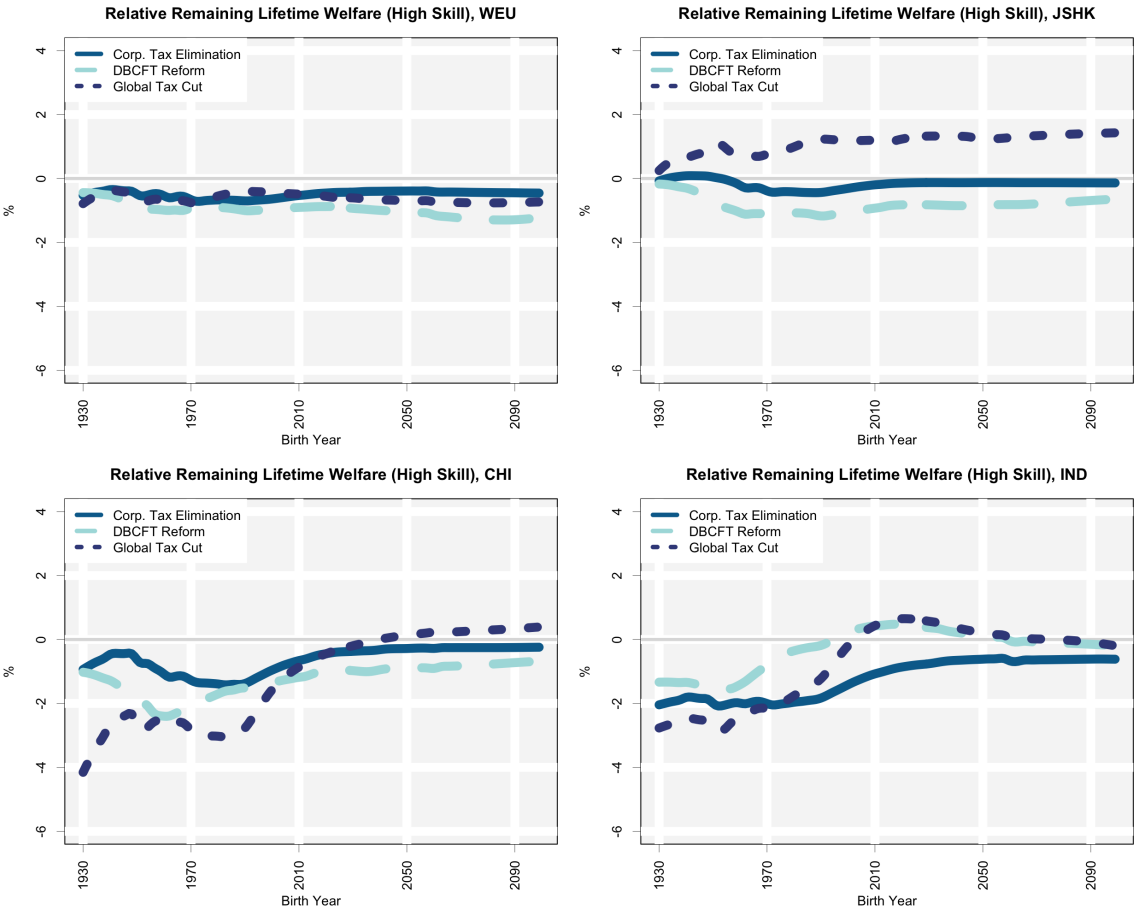 Relative Remaining Lifetime Welfare (High Skill), WEU
4
2
0
-2
-4
-6
%
Corp. Tax Elimination
DBCFT Reform
Global Tax Cut
1930
1970
2010
2050
2090
Birth Year
Relative Remaining Lifetime Welfare (High Skill), JSHK
4
2
0
-2
-4
-6
%
Corp. Tax Elimination
DBCFT Reform
Global Tax Cut
1930
1970
2010
2050
2090
Birth Year
Relative Remaining Lifetime Welfare (High Skill), CHI
4
2
0
-2
-4
-6
%
Corp. Tax Elimination
DBCFT Reform
Global Tax Cut
1930
1970
2010
2050
2090
Birth Year
Relative Remaining Lifetime Welfare (High Skill), IND
4
2
0
-2
-4
-6
%
Corp. Tax Elimination
DBCFT Reform
Global Tax Cut
1930
1970
2010
2050
2090
Birth Year